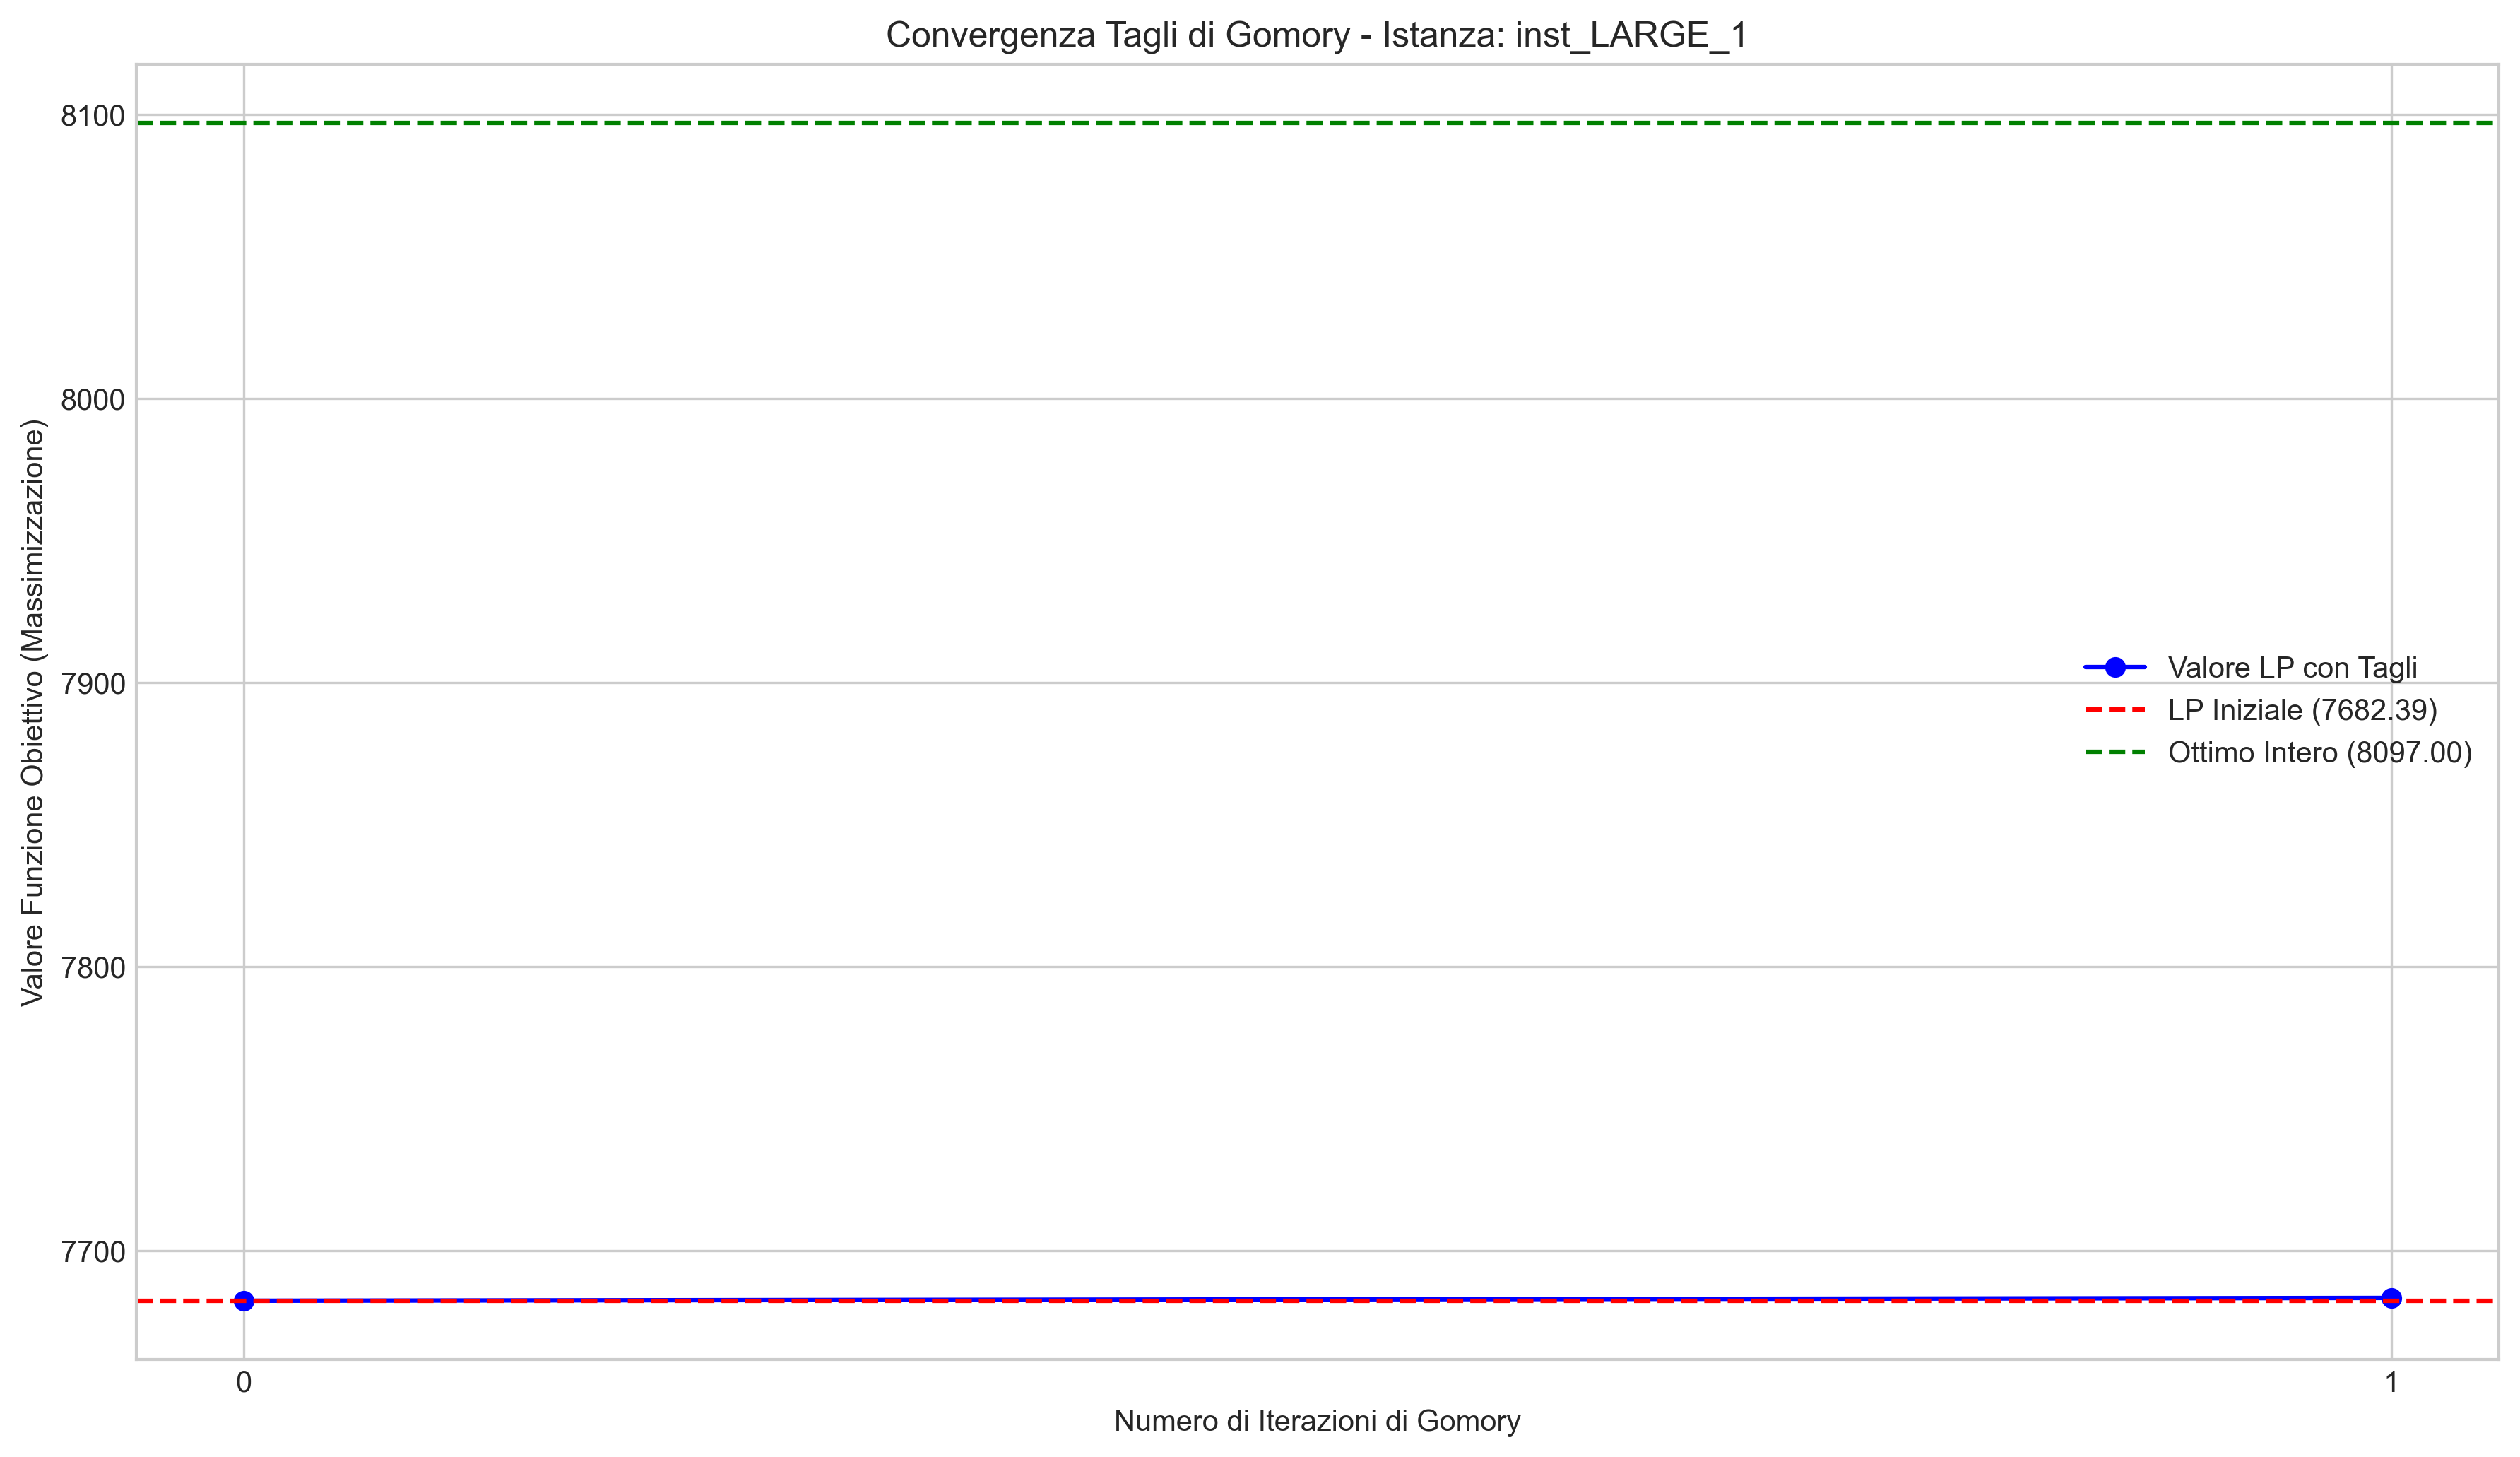 Convergenza Tagli di Gomory - Istanza: inst_LARGE_1
Valore Funzione Obiettivo (Massimizzazione)
8100
8000
7900
7800
7700
Valore LP con Tagli
LP Iniziale (7682.39)
Ottimo Intero (8097.00)
0
1
Numero di Iterazioni di Gomory